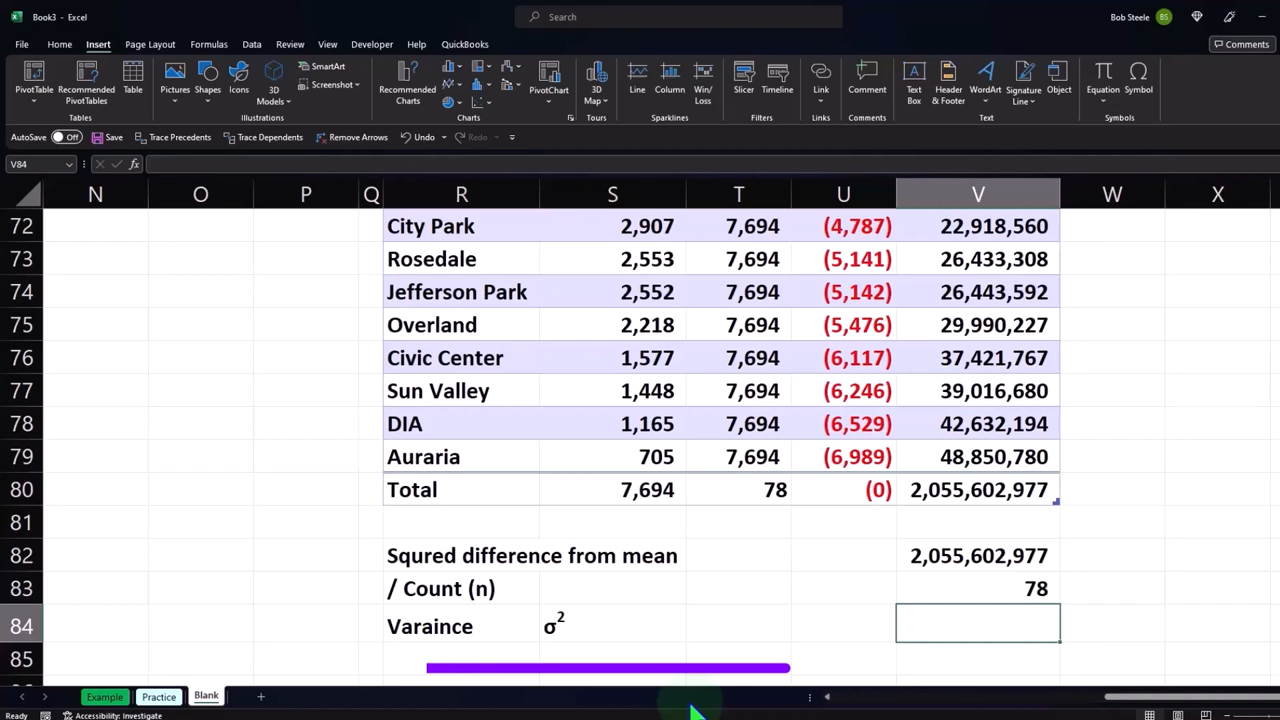 Book3 - Excel
Search
Bob Steele BS
File Home Insert Page Layout Formulas Data Review View Developer Help QuickBooks Comments
PivotTable Recommended PivotTables Table
Pictures Shapes Icons 3D Models SmartArt Screenshot
Recommended Charts PivotChart
3D Map
Line Column Win/Loss
Slicer Timeline
Link
Comment
Text Box Header & Footer WordArt Signature Line Object
Equation Symbol
Tables Illustrations Charts Tours Sparklines Filters Links Comments Text Symbols
AutoSave Off Save Trace Precedents Trace Dependents Remove Arrows Undo Redo
V84 fx
N O P Q R S T U V W X
72 City Park 2,907 7,694 (4,787) 22,918,560
73 Rosedale 2,553 7,694 (5,141) 26,433,308
74 Jefferson Park 2,552 7,694 (5,142) 26,443,592
75 Overland 2,218 7,694 (5,476) 29,990,227
76 Civic Center 1,577 7,694 (6,117) 37,421,767
77 Sun Valley 1,448 7,694 (6,246) 39,016,680
78 DIA 1,165 7,694 (6,529) 42,632,194
79 Auraria 705 7,694 (6,989) 48,850,780
80 Total 7,694 78 (0) 2,055,602,977
81
82 Squred difference from mean 2,055,602,977
83 / Count (n) 78
84 Varaince σ²
85
Example Practice Blank
Ready Accessibility: Investigate